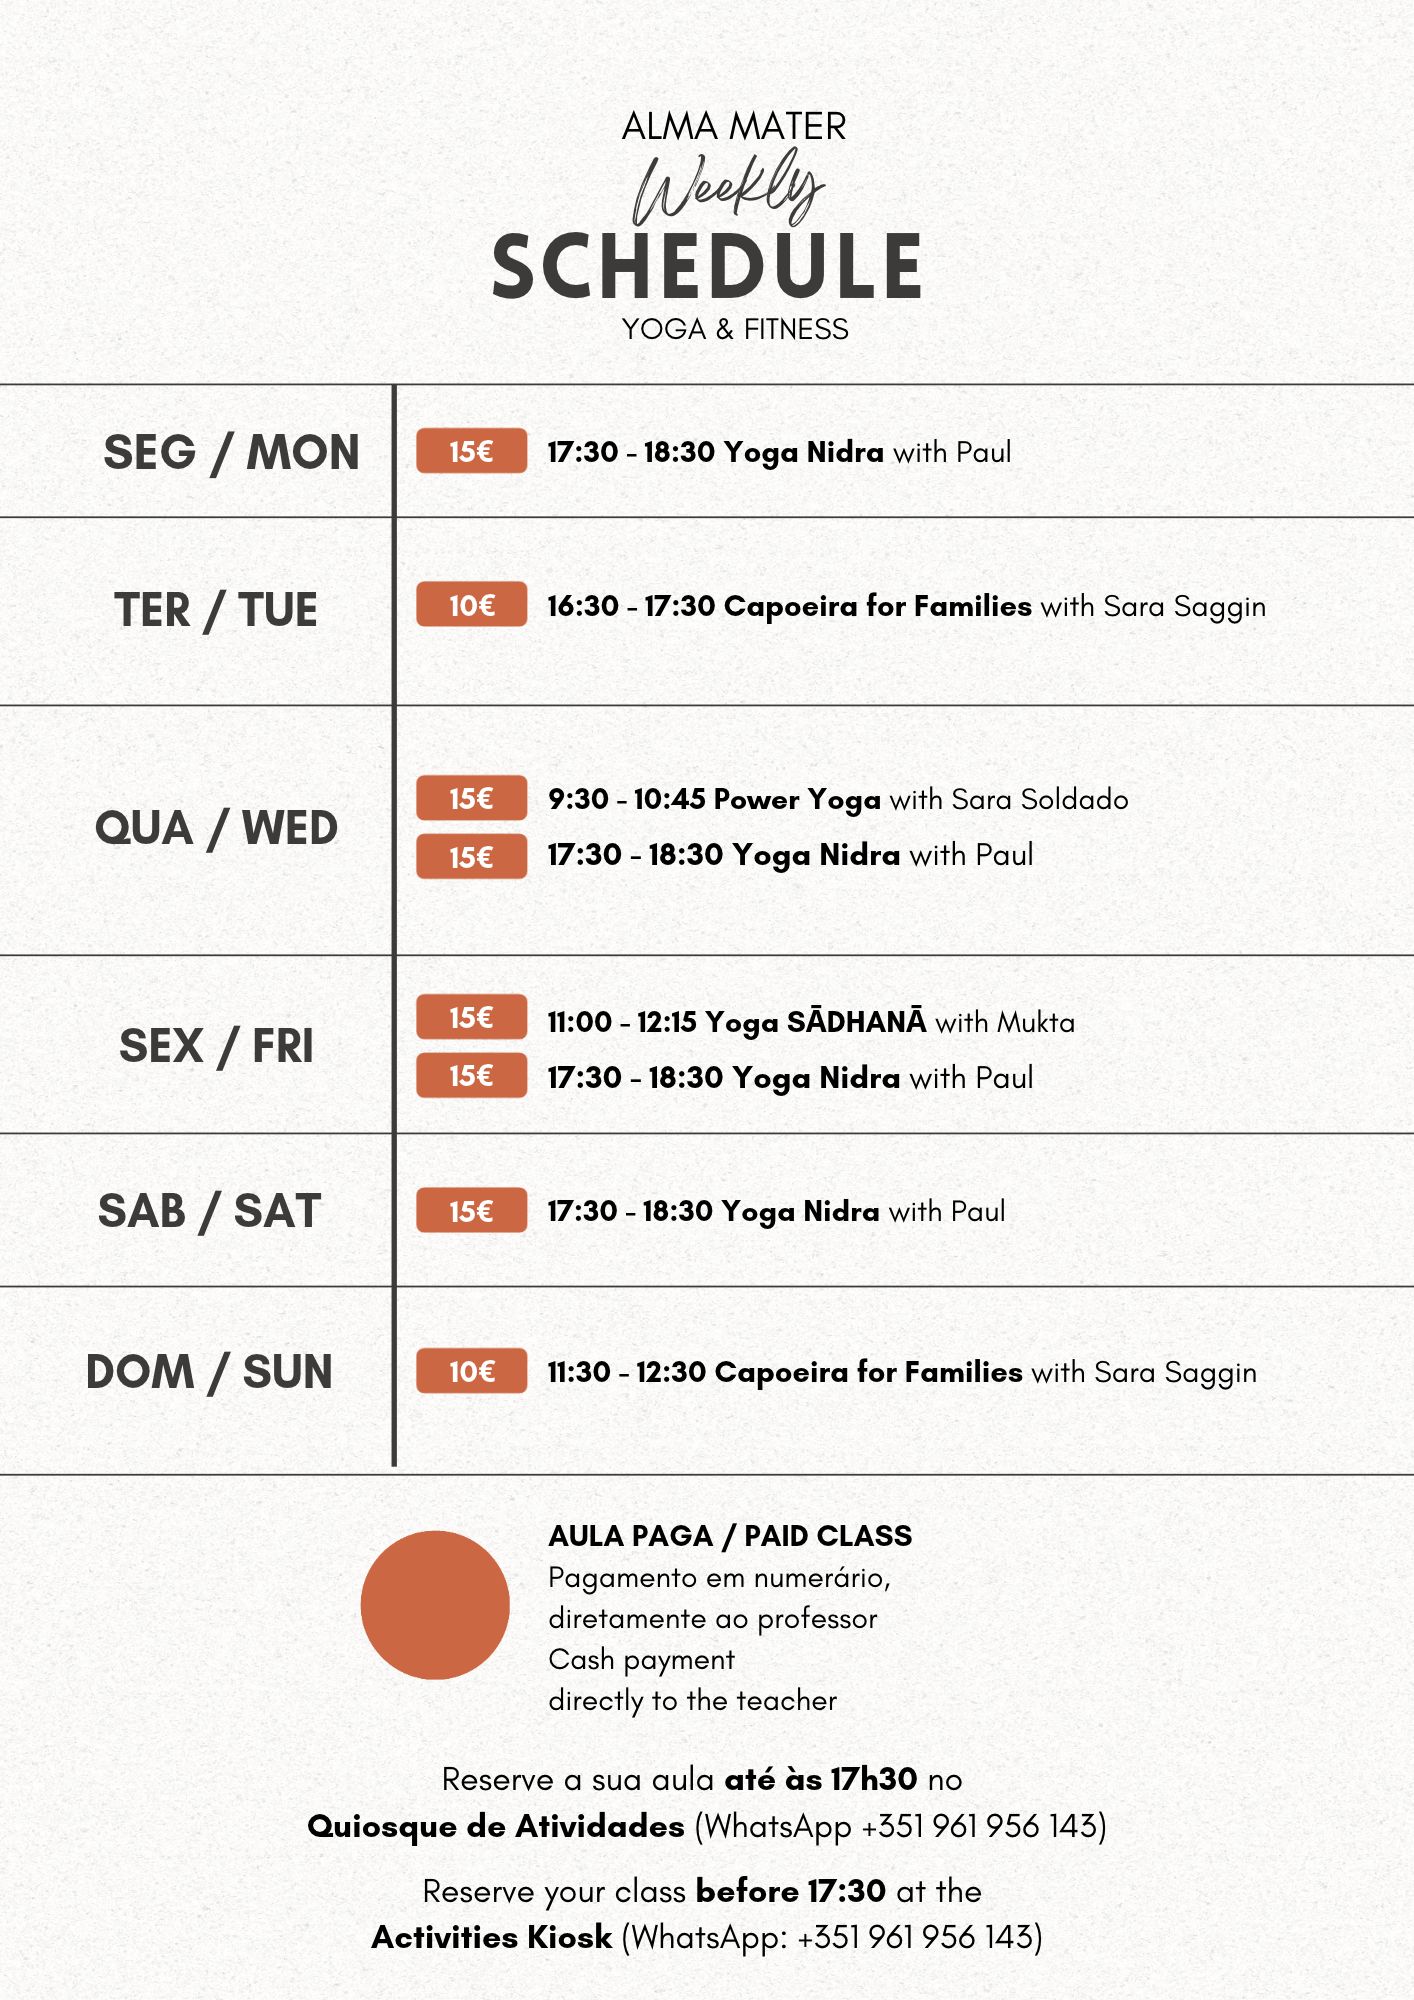 ALMA MATER
Weekly
SCHEDULE
YOGA & FITNESS
SEG / MON
15€ 17:30 - 18:30 Yoga Nidra with Paul
TER / TUE
10€ 16:30 - 17:30 Capoeira for Families with Sara Saggin
QUA / WED
15€ 9:30 - 10:45 Power Yoga with Sara Soldado
15€ 17:30 - 18:30 Yoga Nidra with Paul
SEX / FRI
15€ 11:00 - 12:15 Yoga SĀDHANĀ with Mukta
15€ 17:30 - 18:30 Yoga Nidra with Paul
SAB / SAT
15€ 17:30 - 18:30 Yoga Nidra with Paul
DOM / SUN
10€ 11:30 - 12:30 Capoeira for Families with Sara Saggin
AULA PAGA / PAID CLASS
Pagamento em numerário,
diretamente ao professor
Cash payment
directly to the teacher
Reserve a sua aula até às 17h30 no
Quiosque de Atividades (WhatsApp +351 961 956 143)
Reserve your class before 17:30 at the
Activities Kiosk (WhatsApp: +351 961 956 143)